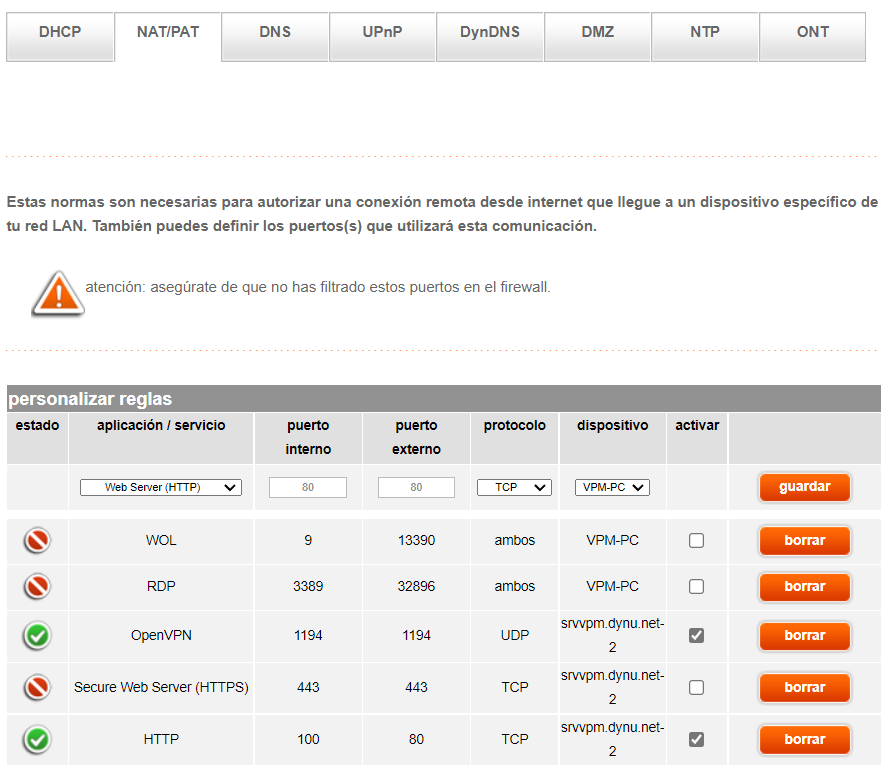 DHCP NAT/PAT DNS UPnP DynDNS DMZ NTP ONT
Estas normas son necesarias para autorizar una conexión remota desde internet que llegue a un dispositivo específico de
tu red LAN. También puedes definir los puertos(s) que utilizará esta comunicación.
atención: asegúrate de que no has filtrado estos puertos en el firewall.
personalizar reglas
estado aplicación / servicio puerto interno puerto externo protocolo dispositivo activar
Web Server (HTTP) 80 80 TCP VPM-PC guardar
WOL 9 13390 ambos VPM-PC borrar
RDP 3389 32896 ambos VPM-PC borrar
OpenVPN 1194 1194 UDP srvvpm.dynu.net-2 borrar
Secure Web Server (HTTPS) 443 443 TCP srvvpm.dynu.net-2 borrar
HTTP 100 80 TCP srvvpm.dynu.net-2 borrar